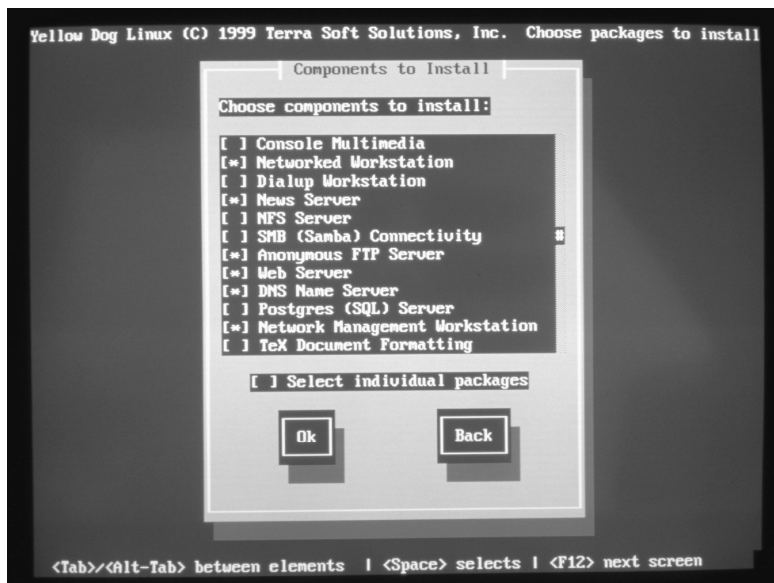 Yellow Dog Linux (C) 1999 Terra Soft Solutions, Inc. Choose packages to install
Components to Install
Choose components to install:
[ ] Console Multimedia
[*] Networked Workstation
[ ] Dialup Workstation
[*] News Server
[ ] NFS Server
[ ] SMB (Samba) Connectivity #
[*] Anonymous FTP Server
[*] Web Server
[*] DNS Name Server
[ ] Postgres (SQL) Server
[*] Network Management Workstation
[ ] TeX Document Formatting
[ ] Select individual packages
Ok Back
<Tab>/<Alt-Tab> between elements | <Space> selects | <F12> next screen